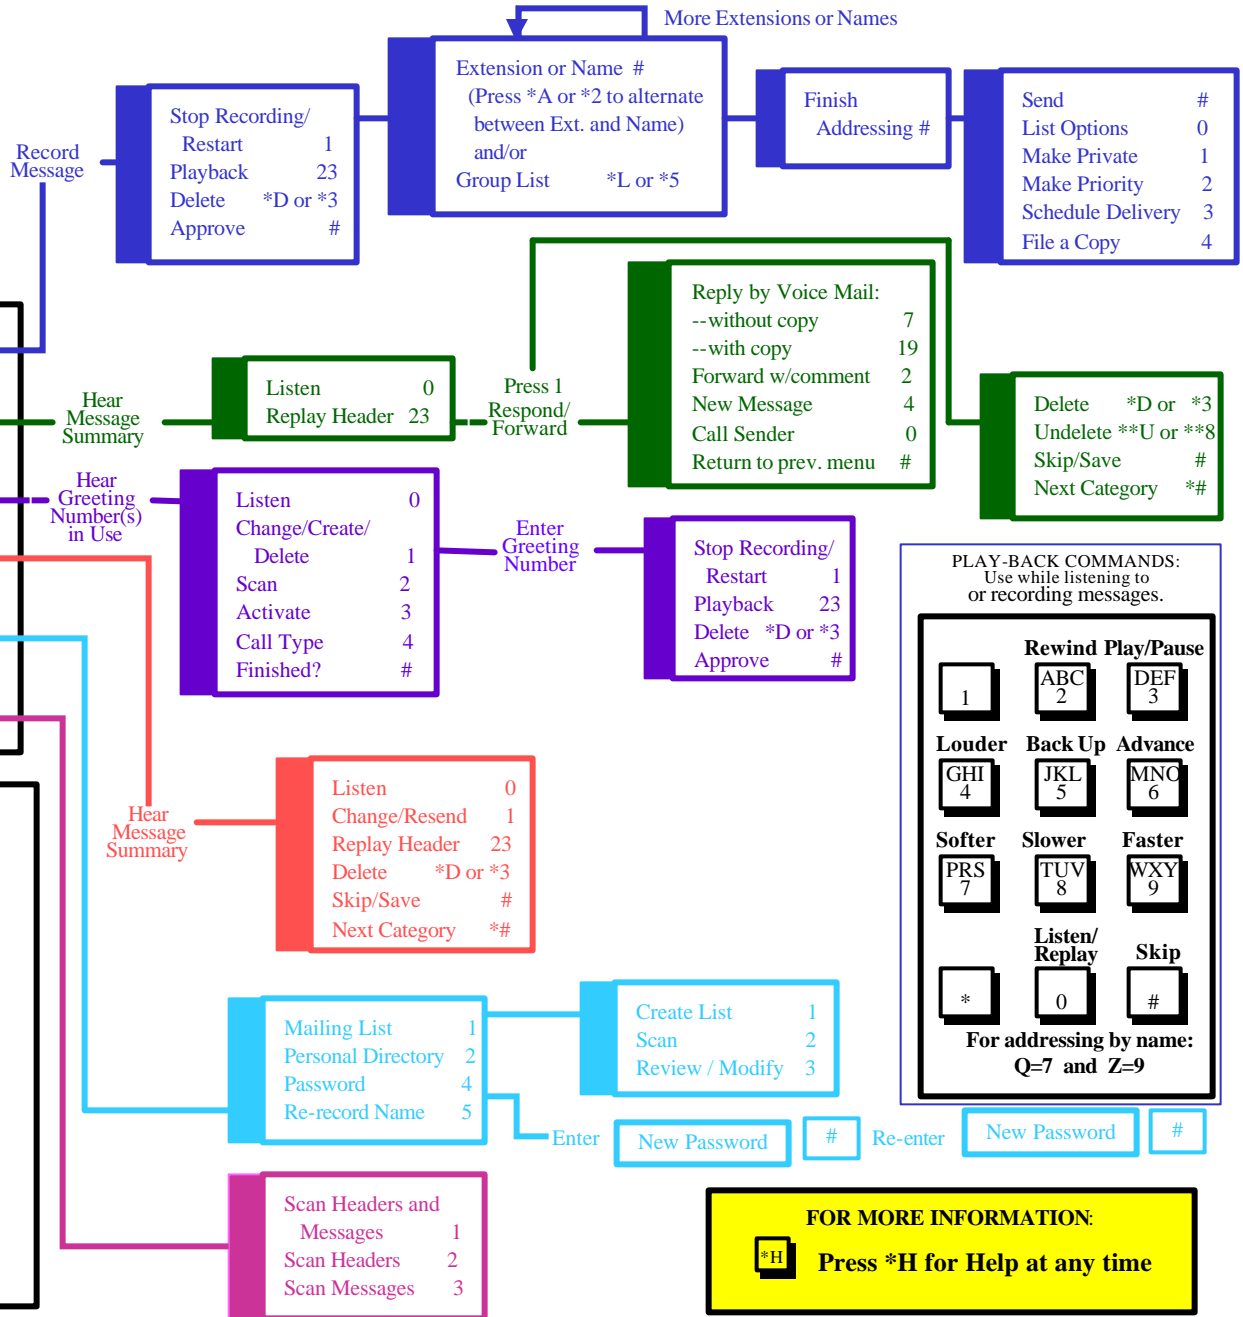 More Extensions or Names
Record
Message
Stop Recording/
Restart 1
Playback 23
Delete *D or *3
Approve #
Extension or Name #
(Press *A or *2 to alternate
between Ext. and Name)
and/or
Group List *L or *5
Finish
Addressing #
Send #
List Options 0
Make Private 1
Make Priority 2
Schedule Delivery 3
File a Copy 4
Hear
Message
Summary
Listen 0
Replay Header 23
Press 1
Respond/
Forward
Reply by Voice Mail:
--without copy 7
--with copy 19
Forward w/comment 2
New Message 4
Call Sender 0
Return to prev. menu #
Delete *D or *3
Undelete **U or **8
Skip/Save #
Next Category *#
Hear
Greeting
Number(s)
in Use
Listen 0
Change/Create/
Delete 1
Scan 2
Activate 3
Call Type 4
Finished? #
Enter
Greeting
Number
Stop Recording/
Restart 1
Playback 23
Delete *D or *3
Approve #
PLAY-BACK COMMANDS:
Use while listening to
or recording messages.
Rewind Play/Pause
ABC DEF
1 2 3
Louder Back Up Advance
GHI JKL MNO
4 5 6
Softer Slower Faster
PRS TUV WXY
7 8 9
Listen/
Replay Skip
* 0 #
For addressing by name:
Q=7 and Z=9
Hear
Message
Summary
Listen 0
Change/Resend 1
Replay Header 23
Delete *D or *3
Skip/Save #
Next Category *#
Mailing List 1
Personal Directory 2
Password 4
Re-record Name 5
Create List 1
Scan 2
Review / Modify 3
Enter New Password # Re-enter New Password #
Scan Headers and
Messages 1
Scan Headers 2
Scan Messages 3
FOR MORE INFORMATION:
*H Press *H for Help at any time